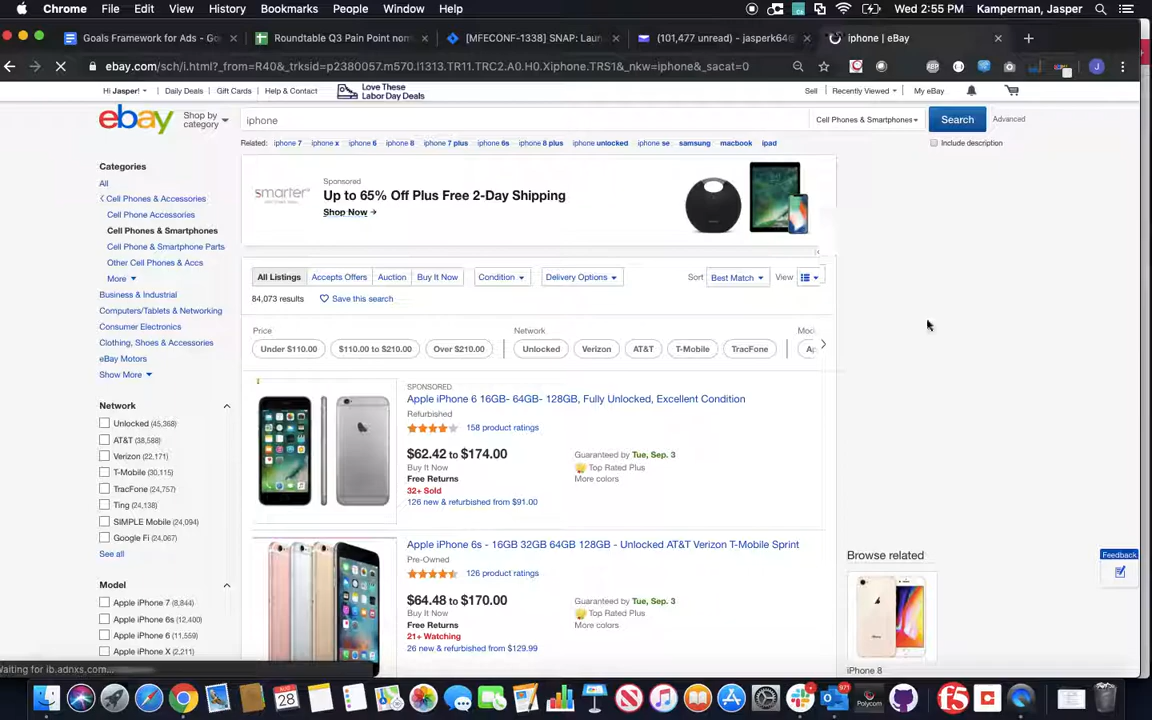 Chrome File Edit View History Bookmarks People Window Help Wed 2:55 PM Kamperman, Jasper
Goals Framework for Ads - Go Roundtable Q3 Pain Point nom [MFECONF-1338] SNAP: Laun (101,477 unread) - jasperk64@ iphone | eBay
ebay.com/sch/i.html?_from=R40&_trksid=p2380057.m570.l1313.TR11.TRC2.A0.H0.Xiphone.TRS1&_nkw=iphone&_sacat=0
Hi Jasper! Daily Deals Gift Cards Help & Contact Love These Labor Day Deals Sell Recently Viewed My eBay
ebay Shop by category iphone Cell Phones & Smartphones Search Advanced
Related: iphone 7 iphone x iphone 6 iphone 8 iphone 7 plus iphone 6s iphone 8 plus iphone unlocked iphone se samsung macbook ipad Include description
Categories
All
Cell Phones & Accessories
Cell Phone Accessories
Cell Phones & Smartphones
Cell Phone & Smartphone Parts
Other Cell Phones & Accs
More
Business & Industrial
Computers/Tablets & Networking
Consumer Electronics
Clothing, Shoes & Accessories
eBay Motors
Show More
Network
Unlocked (45,368)
AT&T (38,588)
Verizon (22,171)
T-Mobile (30,115)
TracFone (24,757)
Ting (24,138)
SIMPLE Mobile (24,094)
Google Fi (24,067)
See all
Model
Apple iPhone 7 (8,844)
Apple iPhone 6s (12,400)
Apple iPhone 6 (11,559)
Apple iPhone X (2,211)
smarter
Sponsored
Up to 65% Off Plus Free 2-Day Shipping
Shop Now
All Listings Accepts Offers Auction Buy It Now Condition Delivery Options Sort Best Match View
84,073 results Save this search
Price Network
Under $110.00 $110.00 to $210.00 Over $210.00 Unlocked Verizon AT&T T-Mobile TracFone
SPONSORED
Apple iPhone 6 16GB- 64GB- 128GB, Fully Unlocked, Excellent Condition
Refurbished
158 product ratings
$62.42 to $174.00 Guaranteed by Tue, Sep. 3
Buy It Now Top Rated Plus
Free Returns More colors
32+ Sold
126 new & refurbished from $91.00
Apple iPhone 6s - 16GB 32GB 64GB 128GB - Unlocked AT&T Verizon T-Mobile Sprint
Pre-Owned
126 product ratings
$64.48 to $170.00 Guaranteed by Tue, Sep. 3
Buy It Now Top Rated Plus
Free Returns More colors
21+ Watching
26 new & refurbished from $129.99
Browse related
iPhone 8
Feedback
Waiting for ib.adnxs.com...
AUG 28
971
Polycom
f5